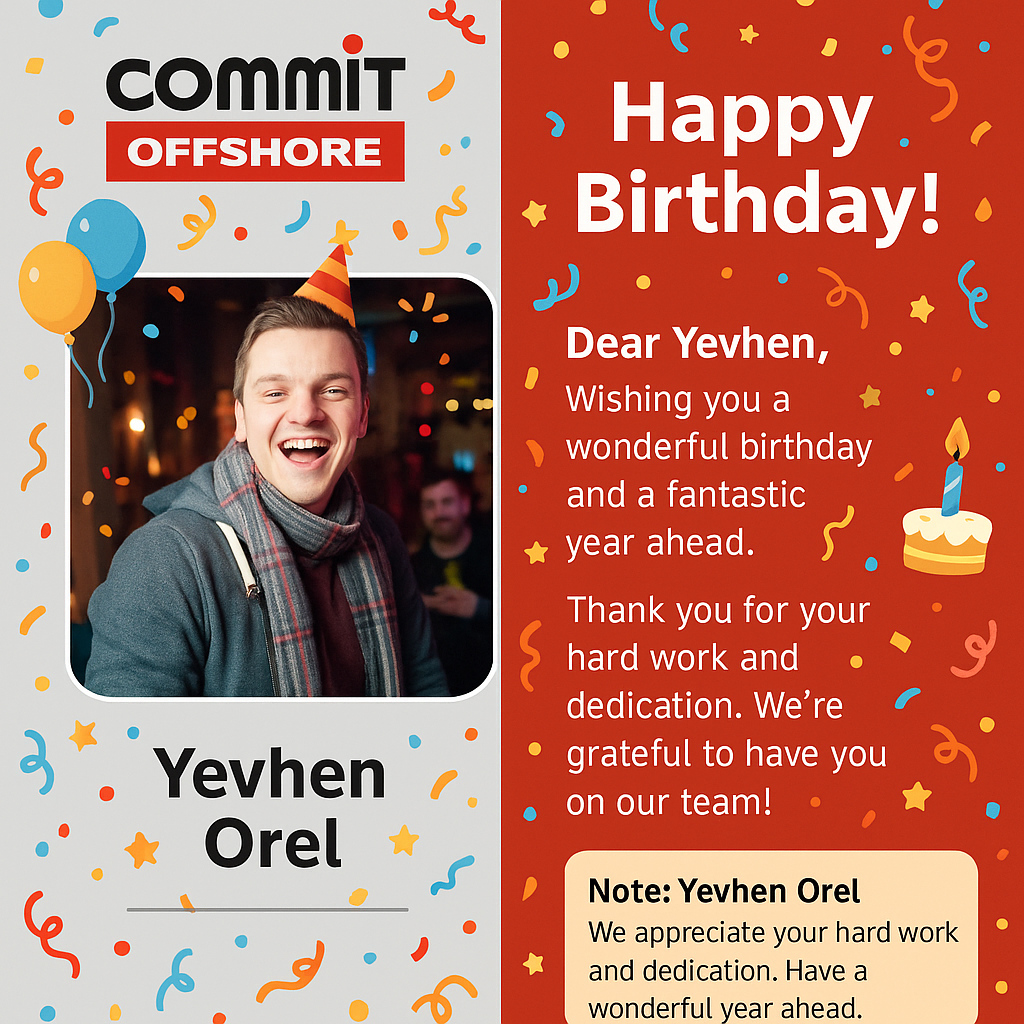 COMMIT
OFFSHORE
Yevhen
Orel
Happy
Birthday!
Dear Yevhen,
Wishing you a
wonderful birthday
and a fantastic
year ahead.
Thank you for your
hard work and
dedication. We’re
grateful to have you
on our team!
Note: Yevhen Orel
We appreciate your hard work
and dedication. Have a
wonderful year ahead.